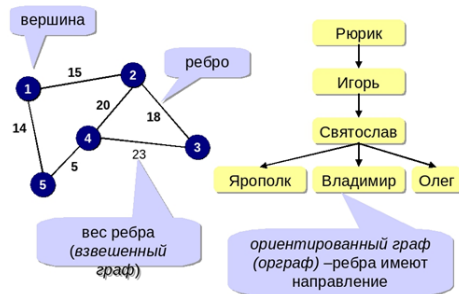 вершина
1
15
2
ребро
14
20
18
4
3
23
5
5
вес ребра
(взвешенный
граф)
Рюрик
Игорь
Святослав
Ярополк
Владимир
Олег
ориентированный граф
(орграф) –ребра имеют
направление